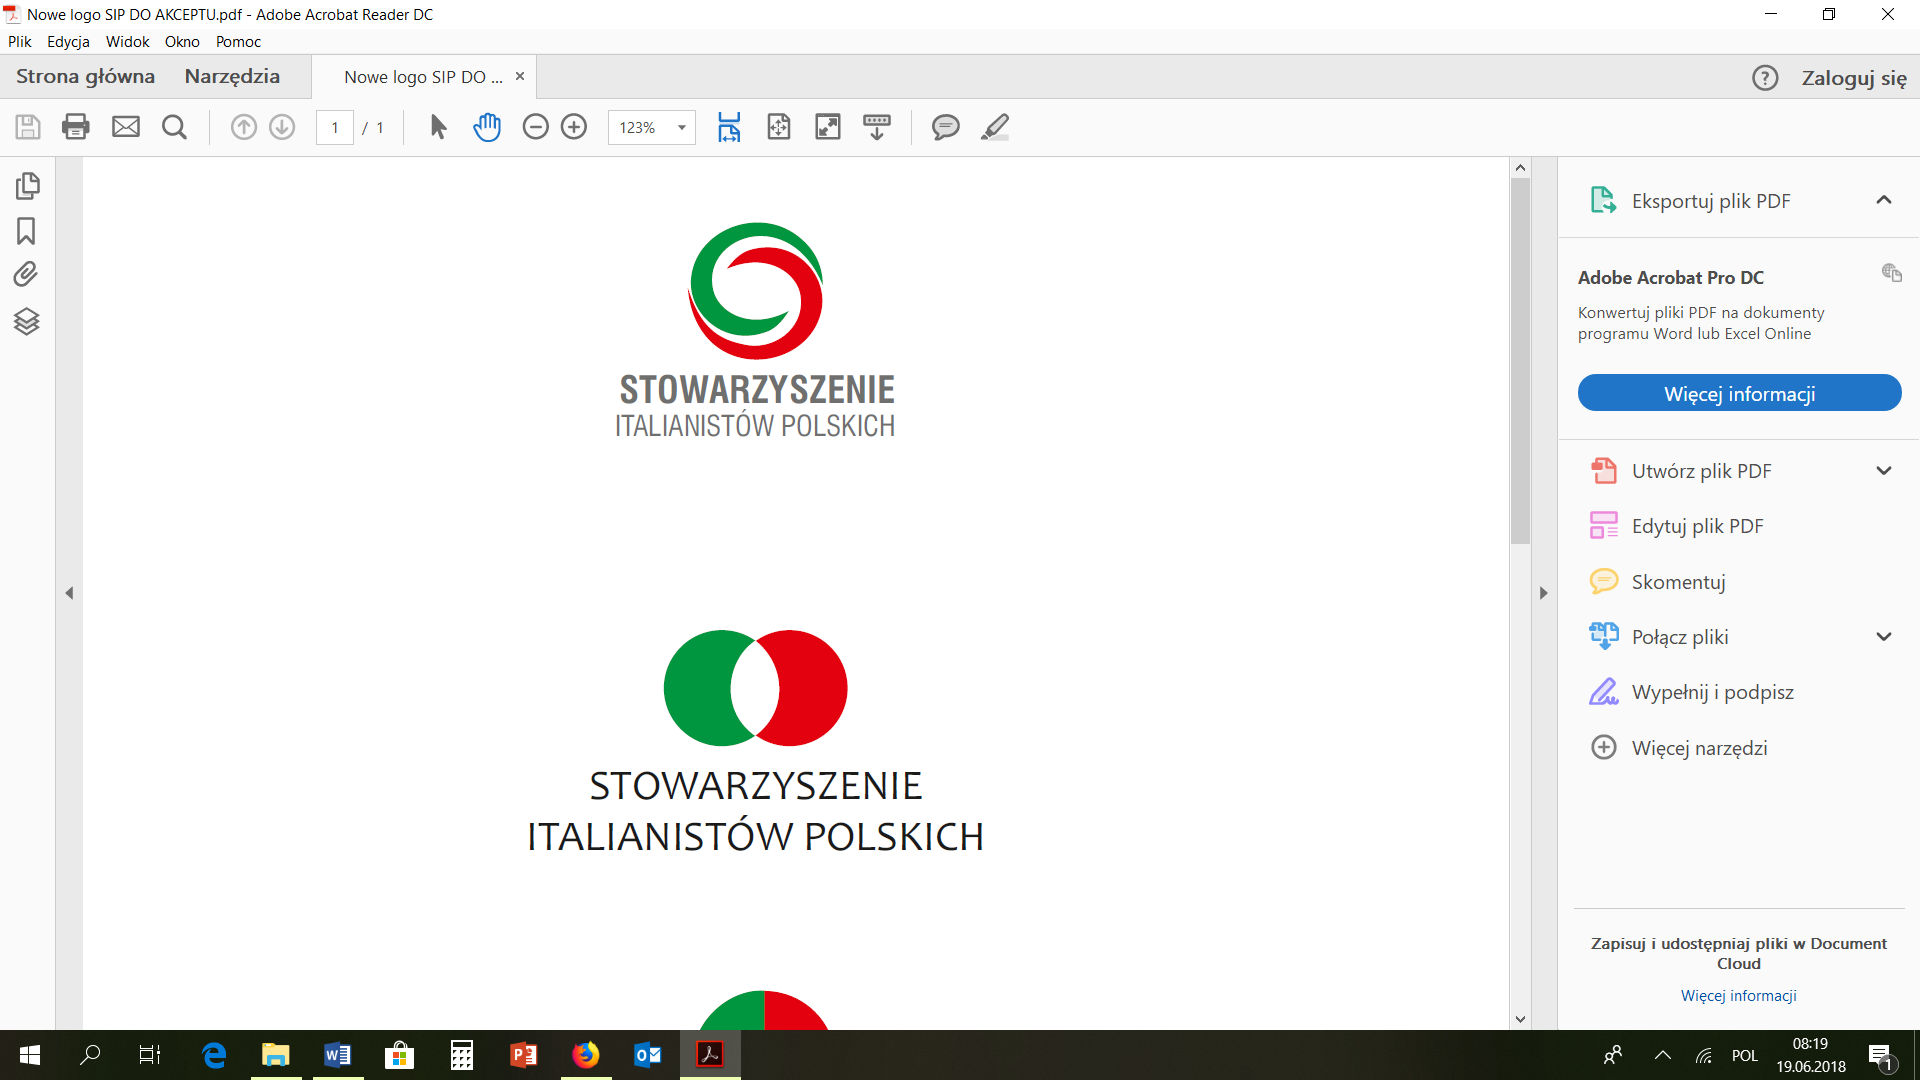 Nowe logo SIP DO AKCEPTU.pdf - Adobe Acrobat Reader DC
Plik Edycja Widok Okno Pomoc
Strona główna Narzędzia Nowe logo SIP DO ... × Zaloguj się
1 / 1 123%
STOWARZYSZENIE
ITALIANISTÓW POLSKICH
STOWARZYSZENIE
ITALIANISTÓW POLSKICH
Eksportuj plik PDF
Adobe Acrobat Pro DC
Konwertuj pliki PDF na dokumenty
programu Word lub Excel Online
Więcej informacji
Utwórz plik PDF
Edytuj plik PDF
Skomentuj
Połącz pliki
Wypełnij i podpisz
Więcej narzędzi
Zapisuj i udostępniaj pliki w Document
Cloud
Więcej informacji
POL
08:19
19.06.2018
1